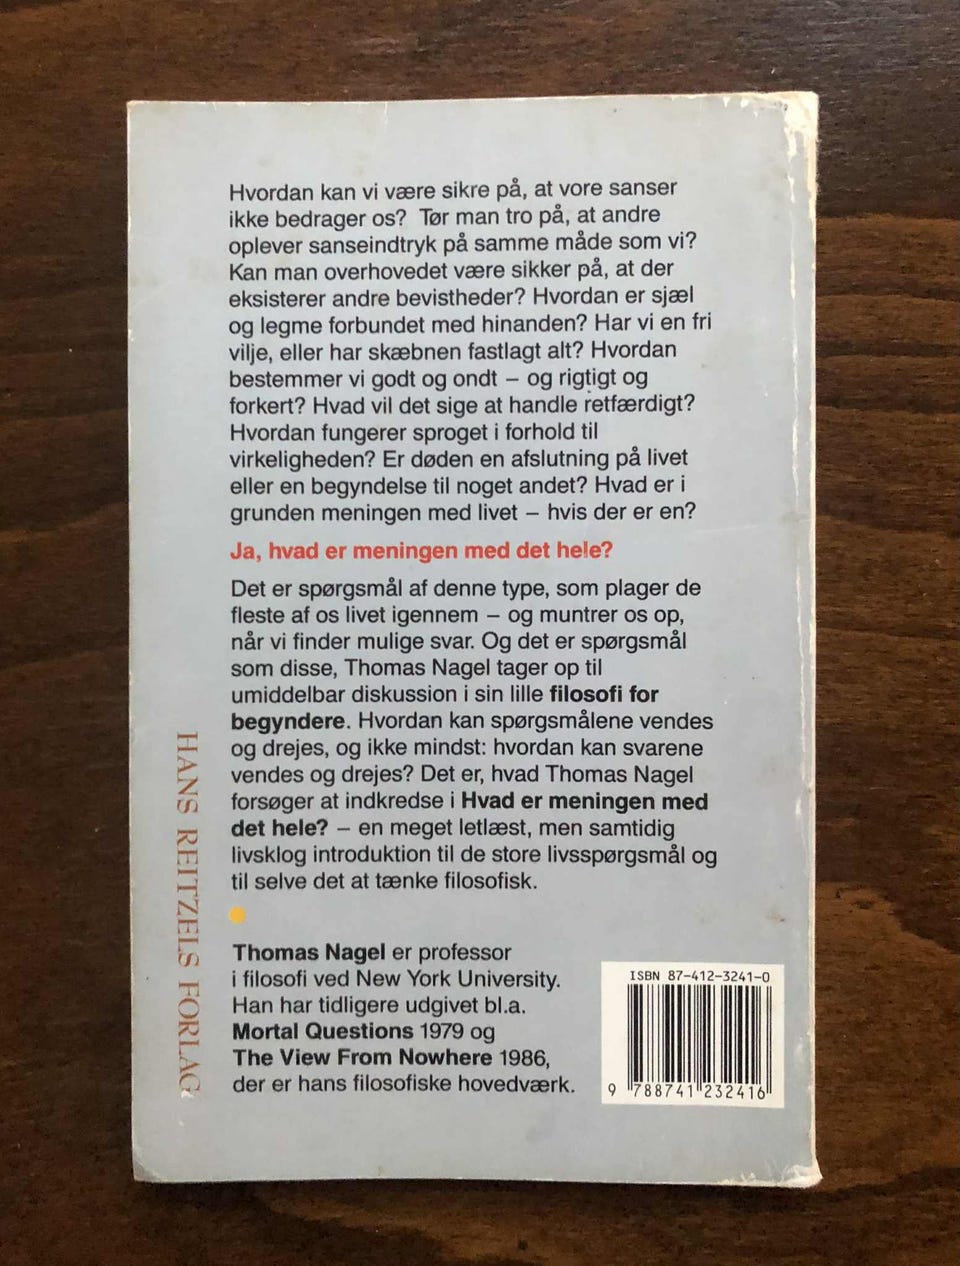 Hvordan kan vi være sikre på, at vore sanser
ikke bedrager os? Tør man tro på, at andre
oplever sanseindtryk på samme måde som vi?
Kan man overhovedet være sikker på, at der
eksisterer andre bevistheder? Hvordan er sjæl
og legme forbundet med hinanden? Har vi en fri
vilje, eller har skæbnen fastlagt alt? Hvordan
bestemmer vi godt og ondt – og rigtigt og
forkert? Hvad vil det sige at handle retfærdigt?
Hvordan fungerer sproget i forhold til
virkeligheden? Er døden en afslutning på livet
eller en begyndelse til noget andet? Hvad er i
grunden meningen med livet – hvis der er en?
Ja, hvad er meningen med det hele?
Det er spørgsmål af denne type, som plager de
fleste af os livet igennem – og muntrer os op,
når vi finder mulige svar. Og det er spørgsmål
som disse, Thomas Nagel tager op til
umiddelbar diskussion i sin lille filosofi for
begyndere. Hvordan kan spørgsmålene vendes
og drejes, og ikke mindst: hvordan kan svarene
vendes og drejes? Det er, hvad Thomas Nagel
forsøger at indkredse i Hvad er meningen med
det hele? – en meget letlæst, men samtidig
livsklog introduktion til de store livsspørgsmål og
til selve det at tænke filosofisk.
Thomas Nagel er professor
i filosofi ved New York University.
Han har tidligere udgivet bl.a.
Mortal Questions 1979 og
The View From Nowhere 1986,
der er hans filosofiske hovedværk.
HANS REITZELS FORLAG
ISBN 87-412-3241-0
9 788741 232416